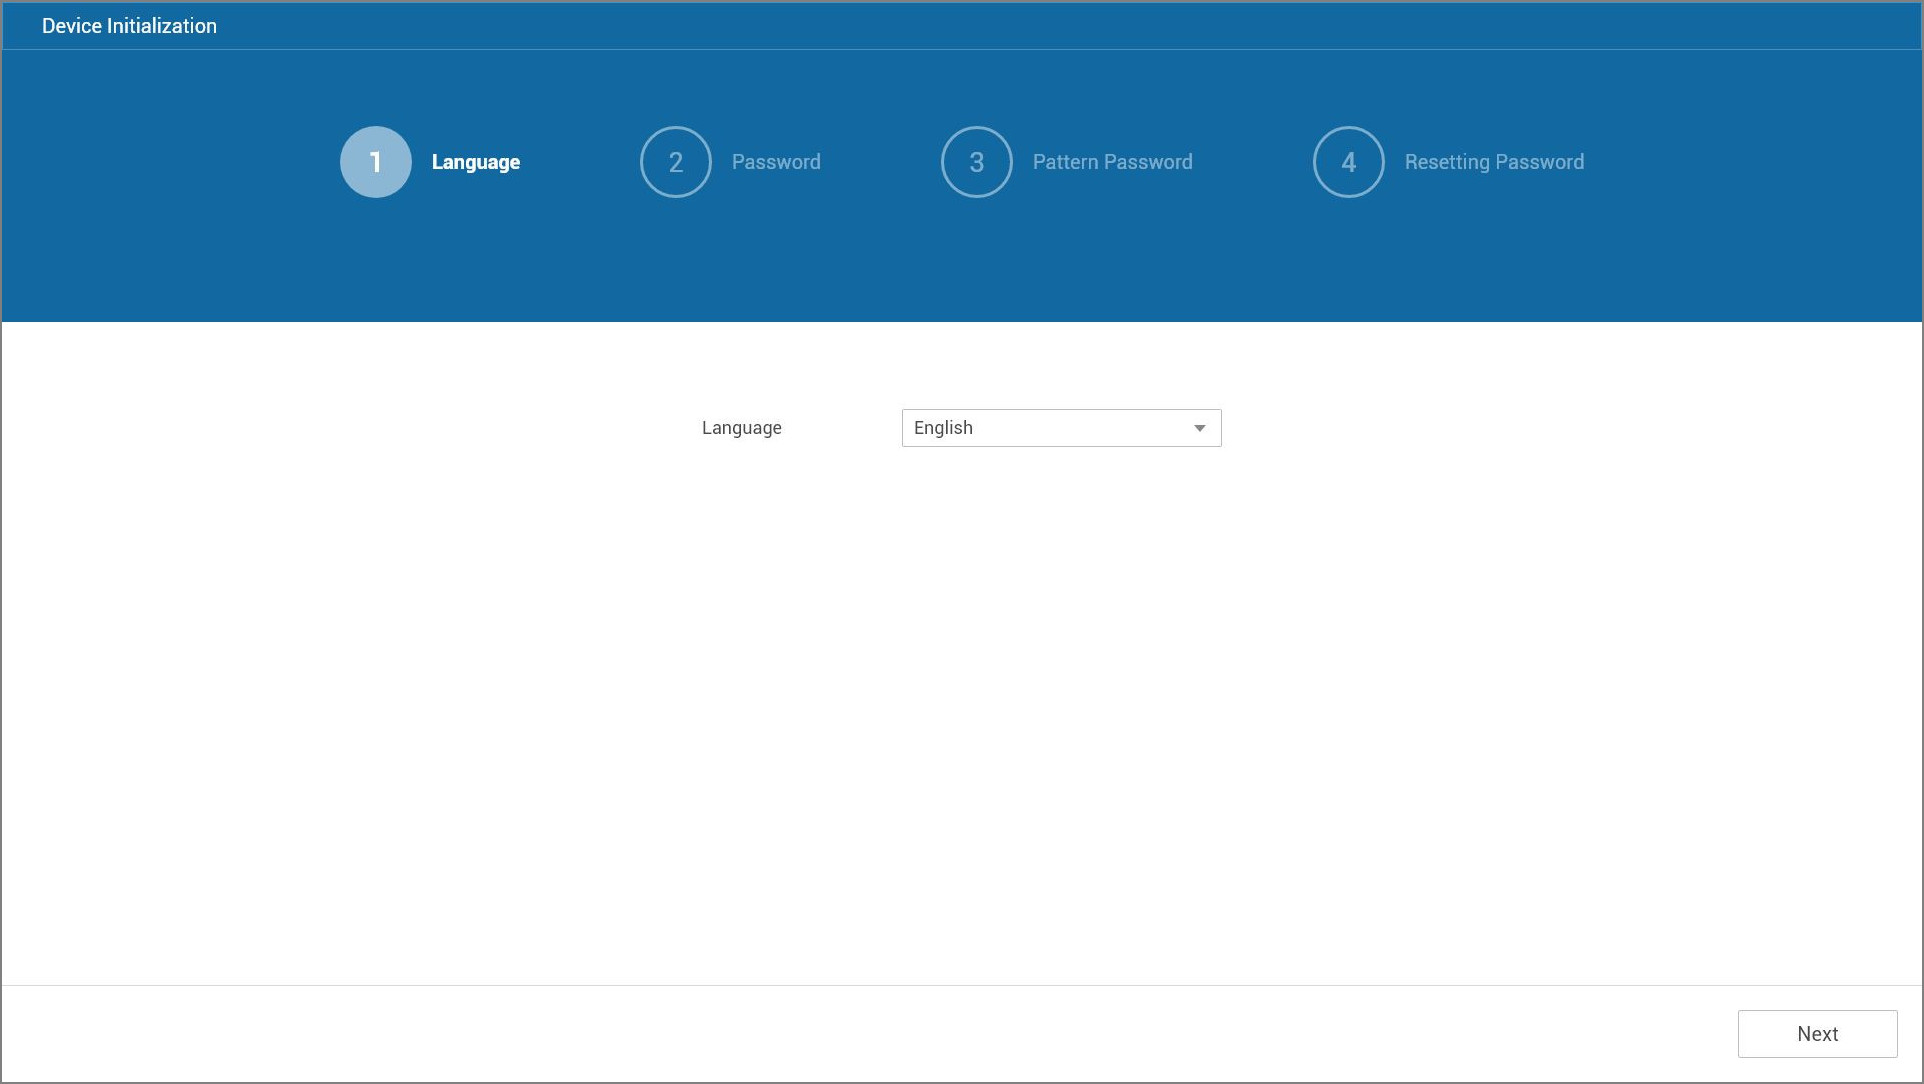 Device Initialization
1 Language 2 Password 3 Pattern Password 4 Resetting Password
Language English
Next